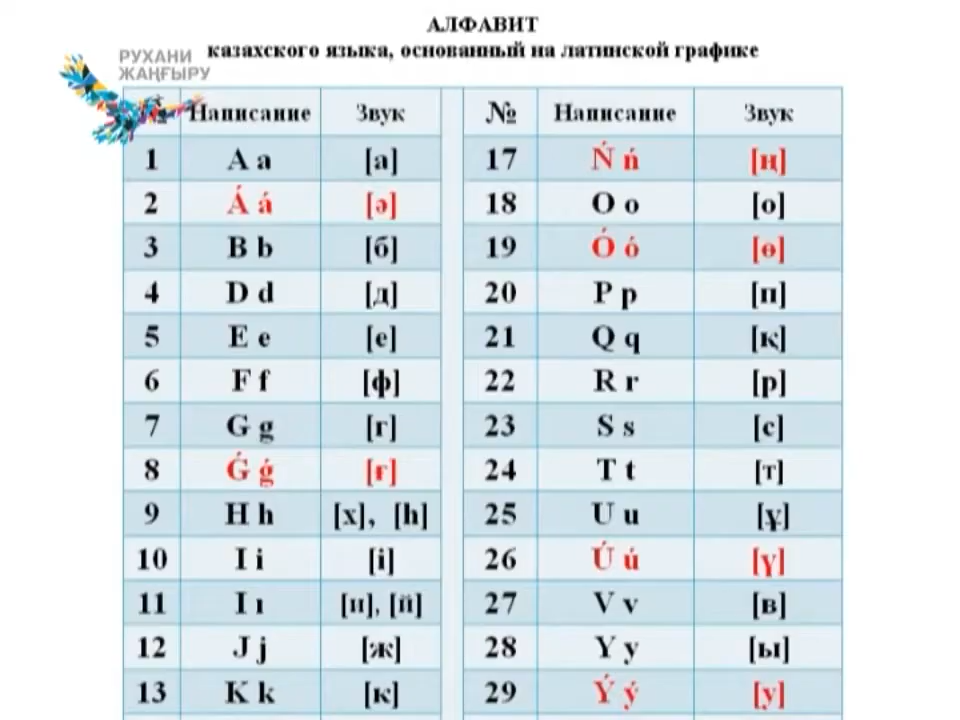 АЛФАВИТ
казахского языка, основанный на латинской графике
РУХАНИ
ЖАҢҒЫРУ
№ Написание Звук № Написание Звук
1 A a [а] 17 Ń ń [ң]
2 Á á [ә] 18 O o [о]
3 B b [б] 19 Ó ó [ө]
4 D d [д] 20 P p [п]
5 E e [е] 21 Q q [қ]
6 F f [ф] 22 R r [р]
7 G g [г] 23 S s [с]
8 Ǵ ǵ [ғ] 24 T t [т]
9 H h [х], [h] 25 U u [ұ]
10 I i [і] 26 Ú ú [ү]
11 I ı [и], [й] 27 V v [в]
12 J j [ж] 28 Y y [ы]
13 K k [к] 29 Ý ý [у]